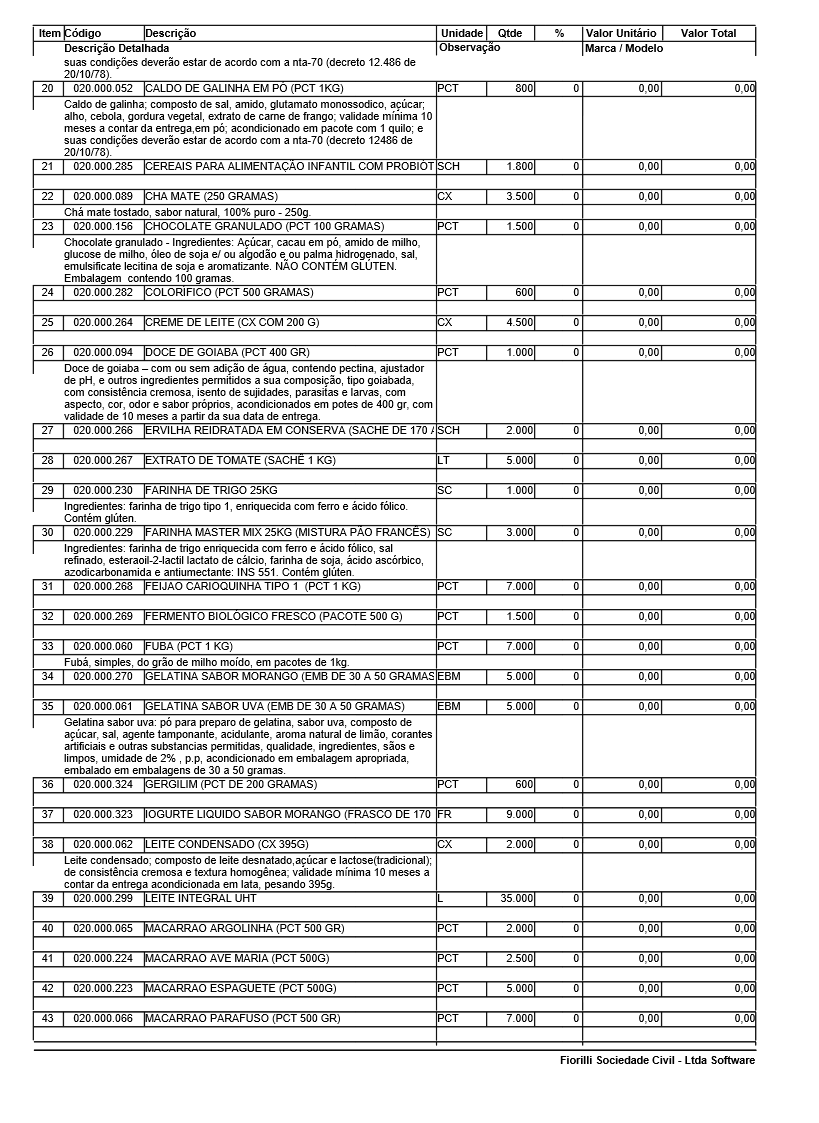 Item Código Descrição Unidade Qtde % Valor Unitário Valor Total
Descrição Detalhada Observação Marca / Modelo
suas condições deverão estar de acordo com a nta-70 (decreto 12.486 de
20/10/78).
20 020.000.052 CALDO DE GALINHA EM PÓ (PCT 1KG) PCT 800 0 0,00 0,00
Caldo de galinha; composto de sal, amido, glutamato monossodico, açúcar;
alho, cebola, gordura vegetal, extrato de carne de frango; validade mínima 10
meses a contar da entrega,em pó; acondicionado em pacote com 1 quilo; e
suas condições deverão estar de acordo com a nta-70 (decreto 12486 de
20/10/78).
21 020.000.285 CEREAIS PARA ALIMENTAÇÃO INFANTIL COM PROBIÓT SCH 1.800 0 0,00 0,00
22 020.000.089 CHA MATE (250 GRAMAS) CX 3.500 0 0,00 0,00
Chá mate tostado, sabor natural, 100% puro - 250g.
23 020.000.156 CHOCOLATE GRANULADO (PCT 100 GRAMAS) PCT 1.500 0 0,00 0,00
Chocolate granulado - Ingredientes: Açúcar, cacau em pó, amido de milho,
glucose de milho, óleo de soja e/ ou algodão e ou palma hidrogenado, sal,
emulsificate lecitina de soja e aromatizante. NÃO CONTÉM GLÚTEN.
Embalagem contendo 100 gramas.
24 020.000.282 COLORÍFICO (PCT 500 GRAMAS) PCT 600 0 0,00 0,00
25 020.000.264 CREME DE LEITE (CX COM 200 G) CX 4.500 0 0,00 0,00
26 020.000.094 DOCE DE GOIABA (PCT 400 GR) PCT 1.000 0 0,00 0,00
Doce de goiaba – com ou sem adição de água, contendo pectina, ajustador
de pH, e outros ingredientes permitidos a sua composição, tipo goiabada,
com consistência cremosa, isento de sujidades, parasitas e larvas, com
aspecto, cor, odor e sabor próprios, acondicionados em potes de 400 gr, com
validade de 10 meses a partir da sua data de entrega.
27 020.000.266 ERVILHA REIDRATADA EM CONSERVA (SACHE DE 170 SCH 2.000 0 0,00 0,00
28 020.000.267 EXTRATO DE TOMATE (SACHÊ 1 KG) LT 5.000 0 0,00 0,00
29 020.000.230 FARINHA DE TRIGO 25KG SC 1.000 0 0,00 0,00
Ingredientes: farinha de trigo tipo 1, enriquecida com ferro e ácido fólico.
Contém glúten.
30 020.000.229 FARINHA MASTER MIX 25KG (MISTURA PÃO FRANCÊS) SC 3.000 0 0,00 0,00
Ingredientes: farinha de trigo enriquecida com ferro e ácido fólico, sal
refinado, esteraoil-2-lactil lactato de cálcio, farinha de soja, ácido ascórbico,
azodicarbonamida e antiumectante: INS 551. Contém glúten.
31 020.000.268 FEIJAO CARIOQUINHA TIPO 1 (PCT 1 KG) PCT 7.000 0 0,00 0,00
32 020.000.269 FERMENTO BIOLÓGICO FRESCO (PACOTE 500 G) PCT 1.500 0 0,00 0,00
33 020.000.060 FUBA (PCT 1 KG) PCT 7.000 0 0,00 0,00
Fubá, simples, do grão de milho moído, em pacotes de 1kg.
34 020.000.270 GELATINA SABOR MORANGO (EMB DE 30 A 50 GRAMAS EBM 5.000 0 0,00 0,00
35 020.000.061 GELATINA SABOR UVA (EMB DE 30 A 50 GRAMAS) EBM 5.000 0 0,00 0,00
Gelatina sabor uva: pó para preparo de gelatina, sabor uva, composto de
açúcar, sal, agente tamponante, acidulante, aroma natural de limão, corantes
artificiais e outras substancias permitidas, qualidade, ingredientes, sãos e
limpos, umidade de 2% , p.p, acondicionado em embalagem apropriada,
embalado em embalagens de 30 a 50 gramas.
36 020.000.324 GERGILIM (PCT DE 200 GRAMAS) PCT 600 0 0,00 0,00
37 020.000.323 IOGURTE LIQUIDO SABOR MORANGO (FRASCO DE 170 FR 9.000 0 0,00 0,00
38 020.000.062 LEITE CONDENSADO (CX 395G) CX 2.000 0 0,00 0,00
Leite condensado; composto de leite desnatado,açúcar e lactose(tradicional);
de consistência cremosa e textura homogênea; validade mínima 10 meses a
contar da entrega acondicionada em lata, pesando 395g.
39 020.000.299 LEITE INTEGRAL UHT L 35.000 0 0,00 0,00
40 020.000.065 MACARRAO ARGOLINHA (PCT 500 GR) PCT 2.000 0 0,00 0,00
41 020.000.224 MACARRAO AVE MARIA (PCT 500G) PCT 2.500 0 0,00 0,00
42 020.000.223 MACARRAO ESPAGUETE (PCT 500G) PCT 5.000 0 0,00 0,00
43 020.000.066 MACARRAO PARAFUSO (PCT 500 GR) PCT 7.000 0 0,00 0,00
Fiorilli Sociedade Civil - Ltda Software